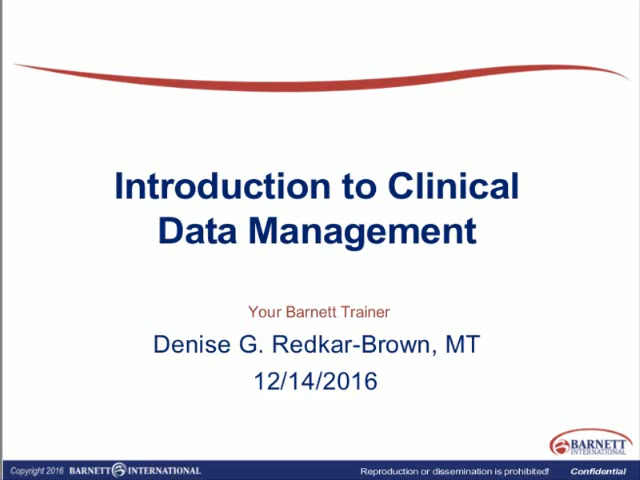 Introduction to Clinical
Data Management
Your Barnett Trainer
Denise G. Redkar-Brown, MT
12/14/2016
BARNETT
INTERNATIONAL
Copyright 2016 BARNETT INTERNATIONAL
Reproduction or dissemination is prohibited! Confidential